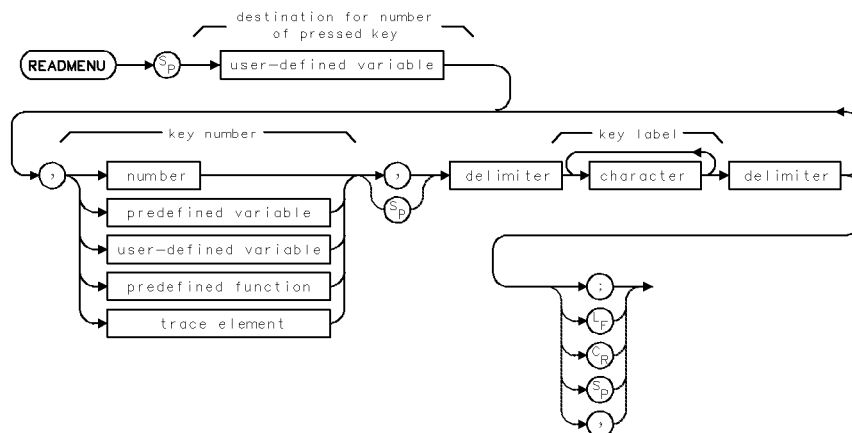 destination for number
of pressed key
READMENU
SP
user-defined variable
key number
key label
,
number
,
delimiter
character
delimiter
predefined variable
SP
user-defined variable
predefined function
trace element
;
LF
CR
SP
,